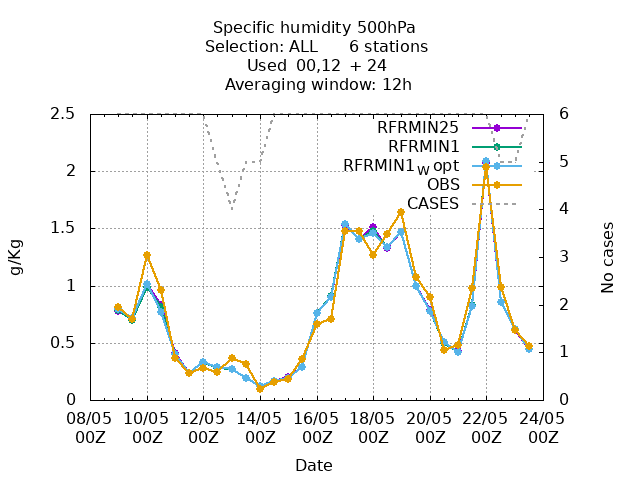 Specific humidity 500hPa
Selection: ALL 6 stations
Used 00,12 + 24
Averaging window: 12h
g/Kg
No cases
2.5
2
1.5
1
0.5
0
6
5
4
3
2
1
0
RFRMIN25
RFRMIN1
RFRMIN1w opt
OBS
CASES
08/05 10/05 12/05 14/05 16/05 18/05 20/05 22/05 24/05
00Z 00Z 00Z 00Z 00Z 00Z 00Z 00Z 00Z
Date